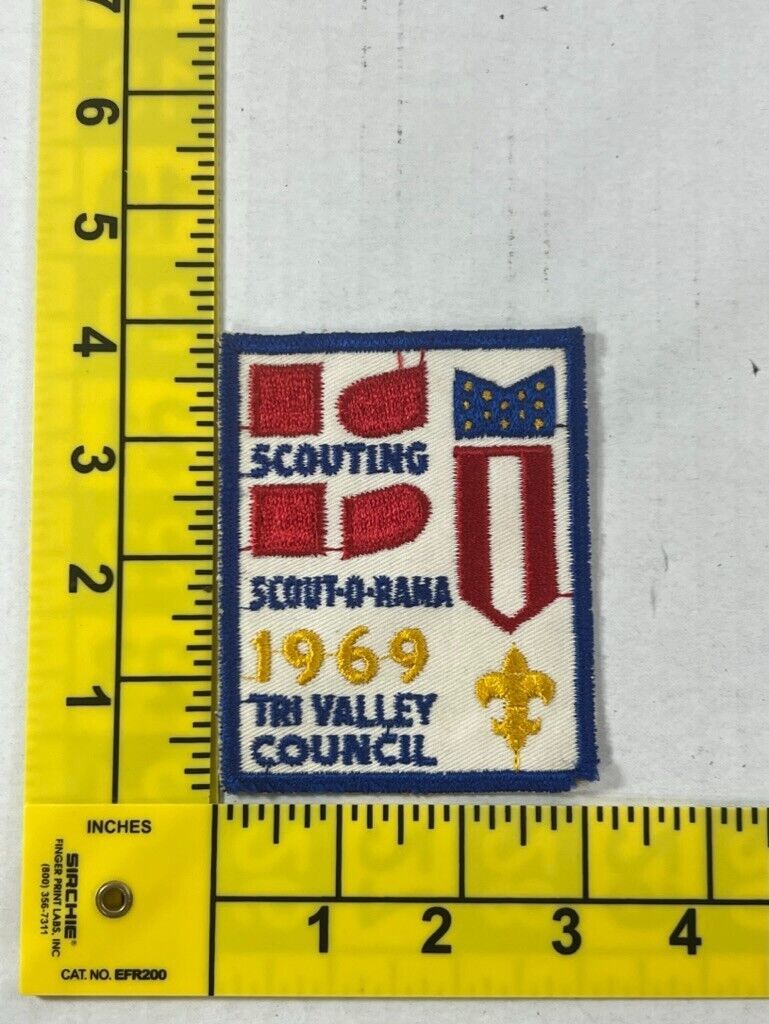 7
6
5
4
3
2
1
SCOUTING
SCOUT-O-RAMA
1969
TRI VALLEY
COUNCIL
INCHES
SIRCHIE®
FINGER PRINT LABS, INC
(800) 356-7311
CAT. NO. EFR200
1 2 3 4